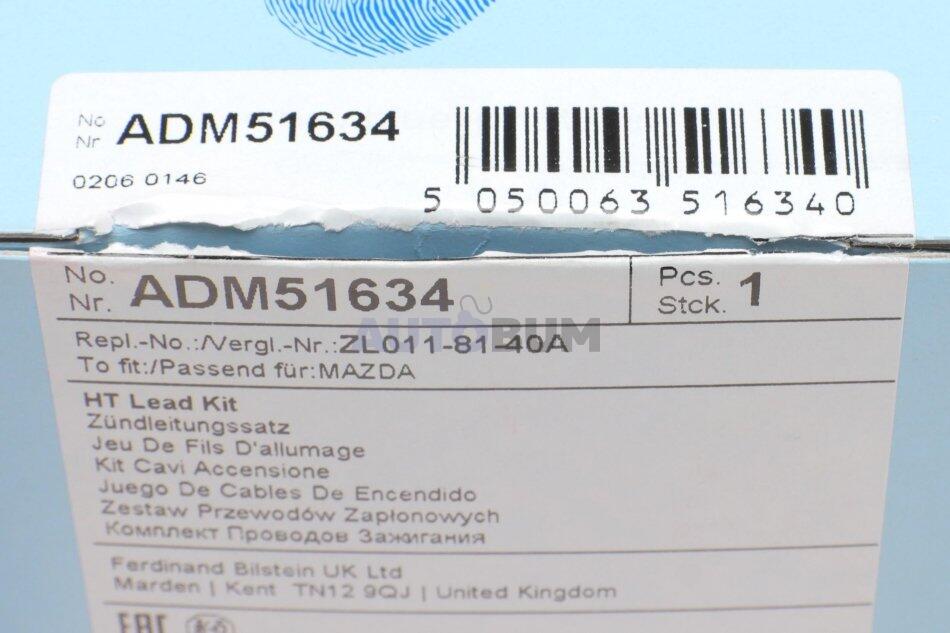 No
Nr ADM51634
0206 0146
5 050063 516340
No.
Nr. ADM51634
Pcs.
Stck. 1
AUTOBUM
Repl.-No.:/Vergl.-Nr.:ZL011-81-40A
To fit:/Passend für:MAZDA
HT Lead Kit
Zündleitungssatz
Jeu De Fils D'allumage
Kit Cavi Accensione
Juego De Cables De Encendido
Zestaw Przewodów Zapłonowych
Комплект Проводов Зажигания
Ferdinand Bilstein UK Ltd
Marden | Kent TN12 9QJ | United Kingdom
EAC